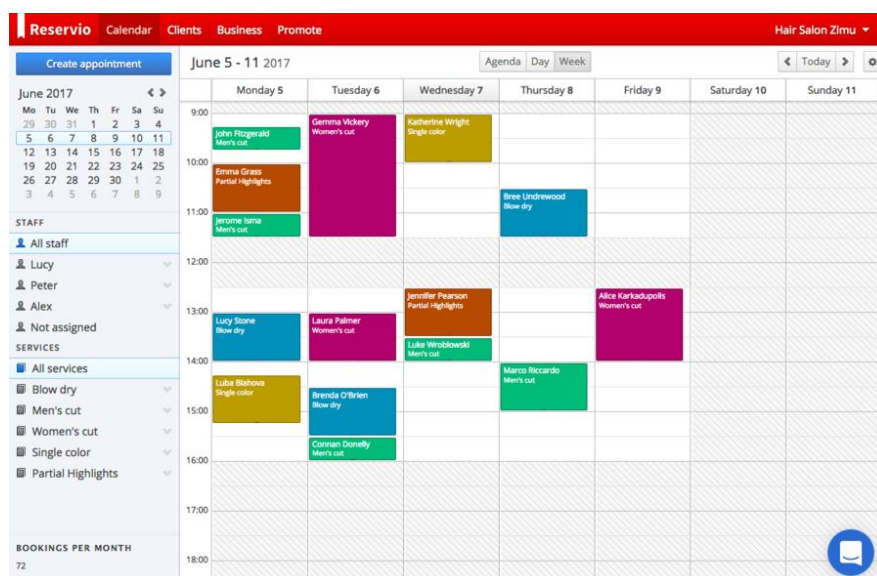 Reservio Calendar Clients Business Promote Hair Salon Zimu
Create appointment
June 5 - 11 2017
Agenda Day Week
Today
June 2017
Mo Tu We Th Fr Sa Su
29 30 31 1 2 3 4
5 6 7 8 9 10 11
12 13 14 15 16 17 18
19 20 21 22 23 24 25
26 27 28 29 30 1 2
3 4 5 6 7 8 9
STAFF
All staff
Lucy
Peter
Alex
Not assigned
SERVICES
All services
Blow dry
Men's cut
Women's cut
Single color
Partial Highlights
BOOKINGS PER MONTH
72
Monday 5 Tuesday 6 Wednesday 7 Thursday 8 Friday 9 Saturday 10 Sunday 11
9:00
10:00
11:00
12:00
13:00
14:00
15:00
16:00
17:00
18:00
John Fitzgerald
Men's cut
Emma Grass
Partial Highlights
Jerome Isma
Men's cut
Lucy Stone
Blow dry
Luba Blahova
Single color
Gemma Vickery
Women's cut
Laura Palmer
Women's cut
Brenda O'Brien
Blow dry
Connan Donelly
Men's cut
Katherine Wright
Single color
Jennifer Pearson
Partial Highlights
Luke Wroblowski
Men's cut
Bree Undrewood
Blow dry
Marco Riccardo
Men's cut
Alice Karkadupolis
Women's cut